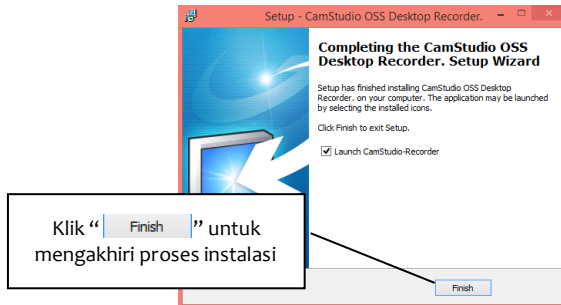 Setup - CamStudio OSS Desktop Recorder.
Completing the CamStudio OSS
Desktop Recorder. Setup Wizard
Setup has finished installing CamStudio OSS Desktop
Recorder. on your computer. The application may be launched
by selecting the installed icons.
Click Finish to exit Setup.
Launch CamStudio-Recorder
Klik “ Finish ” untuk
mengakhiri proses instalasi
Finish